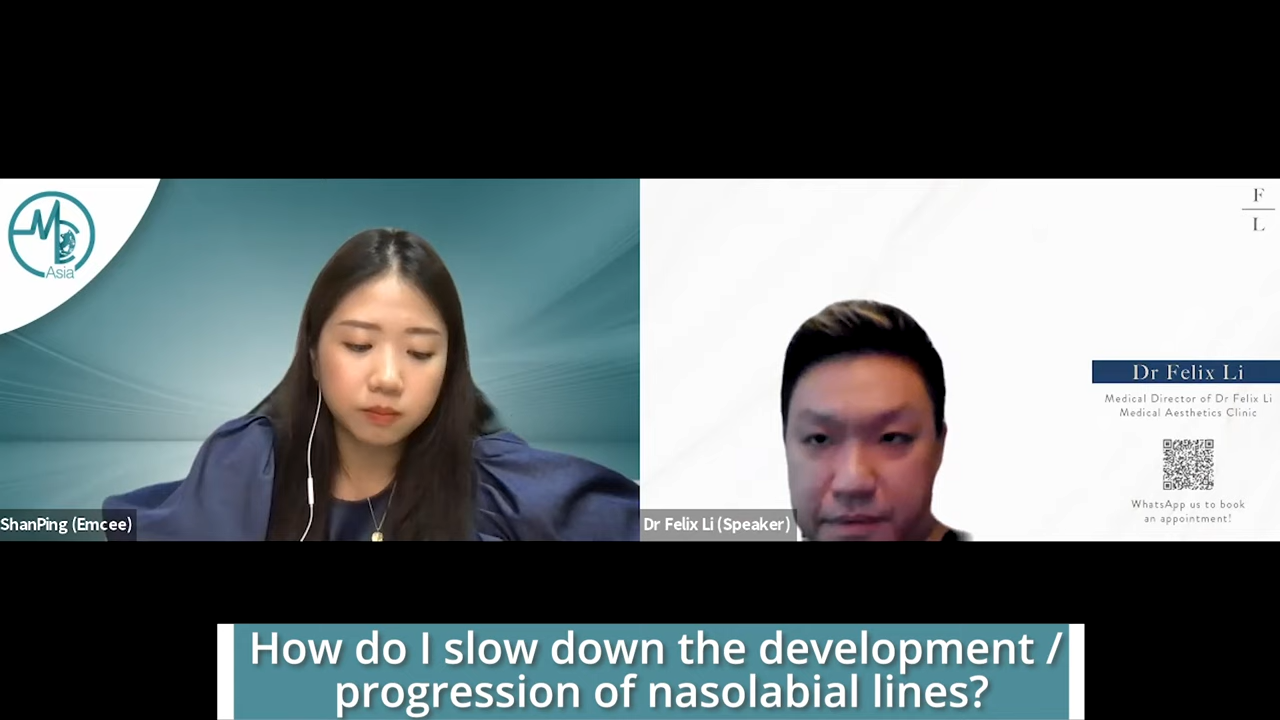 Asia
ShanPing (Emcee)
F
L
Dr Felix Li
Medical Director of Dr Felix Li
Medical Aesthetics Clinic
WhatsApp us to book
an appointment!
Dr Felix Li (Speaker)
How do I slow down the development /
progression of nasolabial lines?